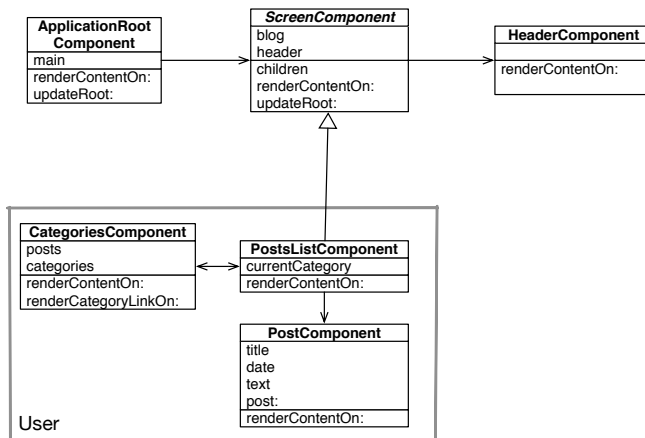 ApplicationRoot
Component
main
renderContentOn:
updateRoot:
ScreenComponent
blog
header
children
renderContentOn:
updateRoot:
HeaderComponent
renderContentOn:
CategoriesComponent
posts
categories
renderContentOn:
renderCategoryLinkOn:
PostsListComponent
currentCategory
renderContentOn:
PostComponent
title
date
text
post:
renderContentOn:
User